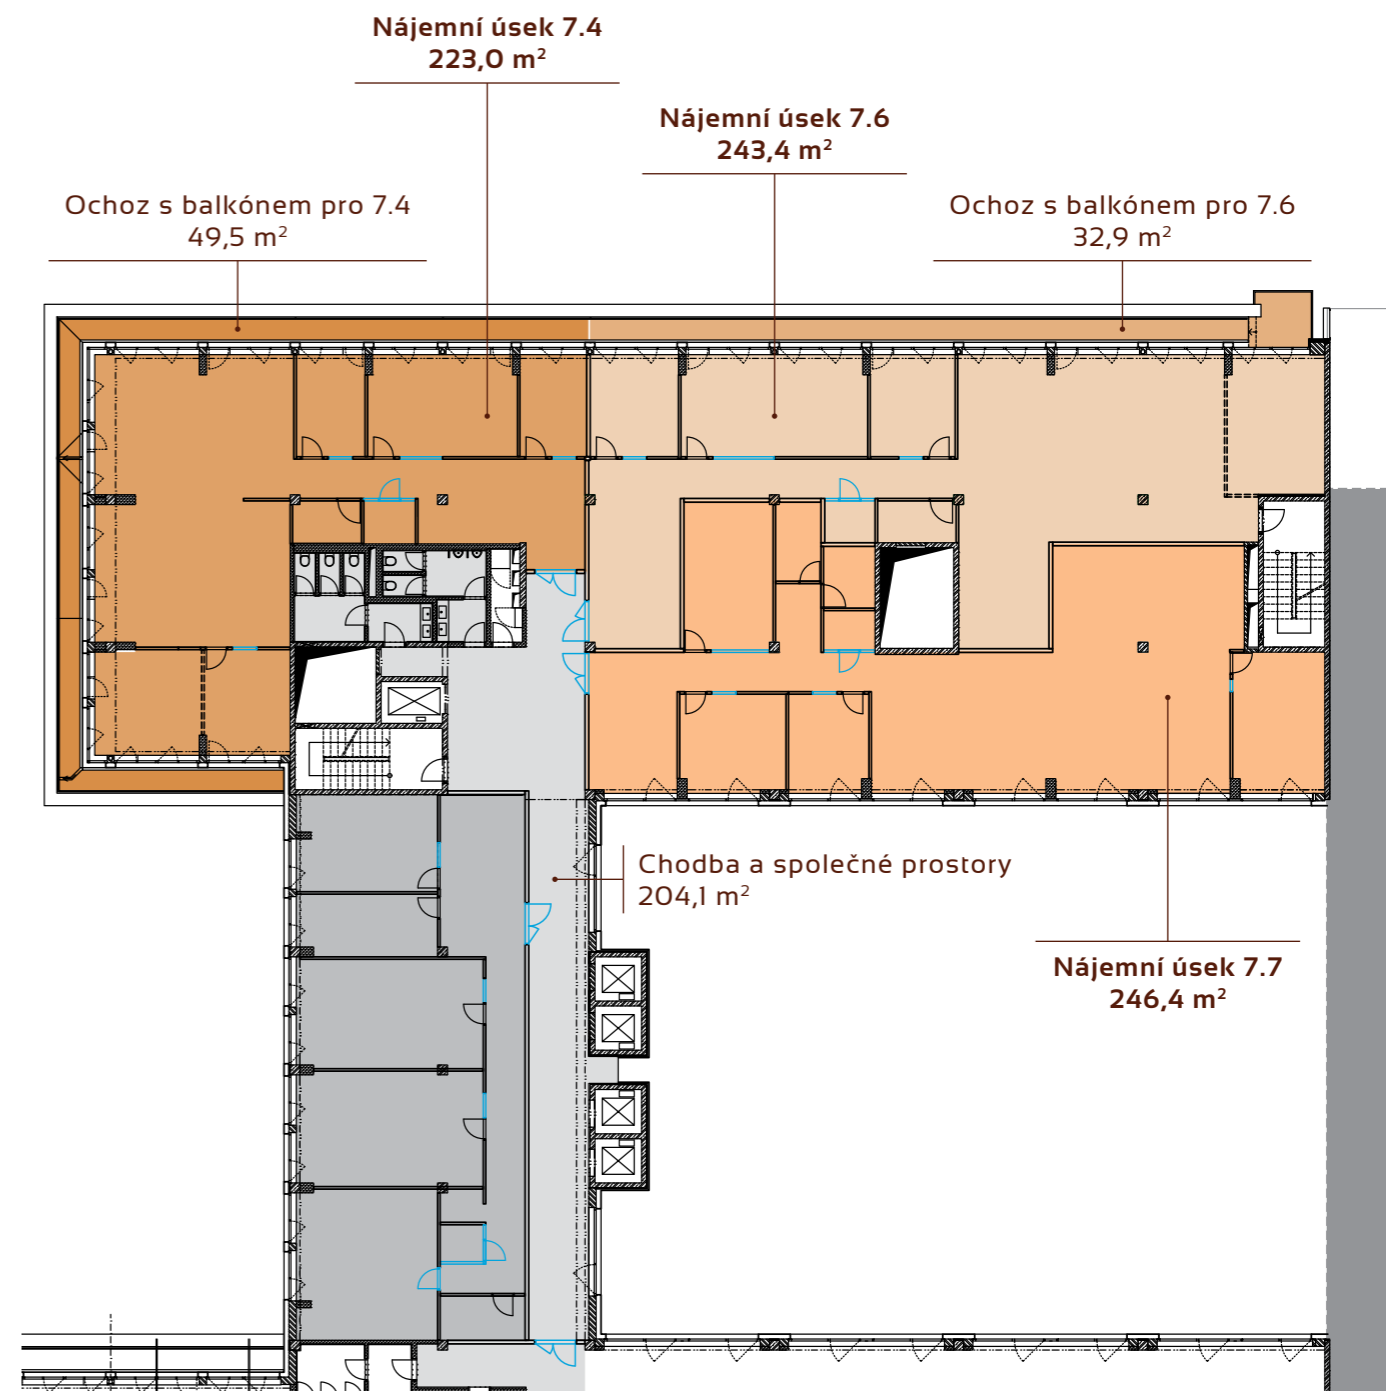 Nájemní úsek 7.4
223,0 m²
Nájemní úsek 7.6
243,4 m²
Ochoz s balkónem pro 7.4
49,5 m²
Ochoz s balkónem pro 7.6
32,9 m²
Chodba a společné prostory
204,1 m²
Nájemní úsek 7.7
246,4 m²